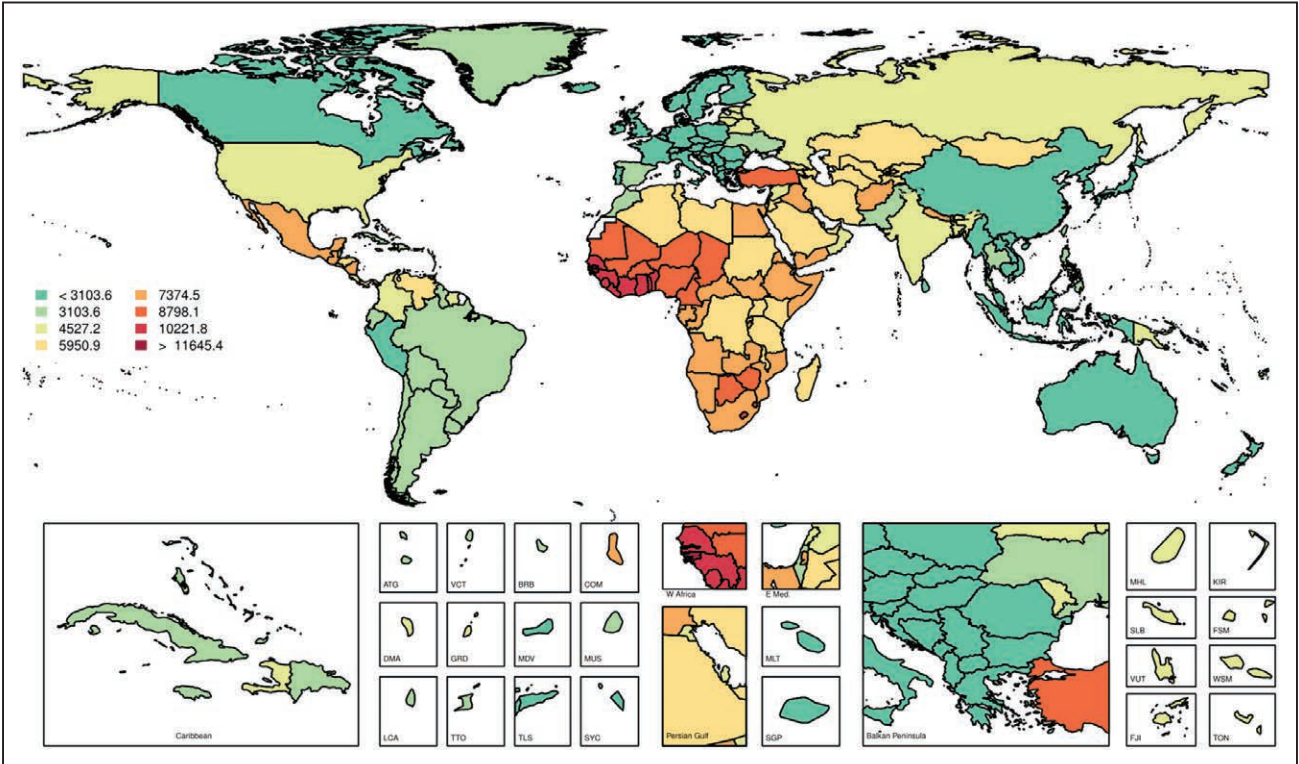 < 3103.6
3103.6
4527.2
5950.9
7374.5
8798.1
10221.8
> 11645.4
Caribbean
ATG
VCT
BRB
COM
DMA
GRD
MDV
MUS
LCA
TTO
TLS
SYC
W Africa
E Med.
Persian Gulf
MLT
SGP
Balkan Peninsula
MHL
KIR
SLB
FSM
VUT
WSM
FJI
TON